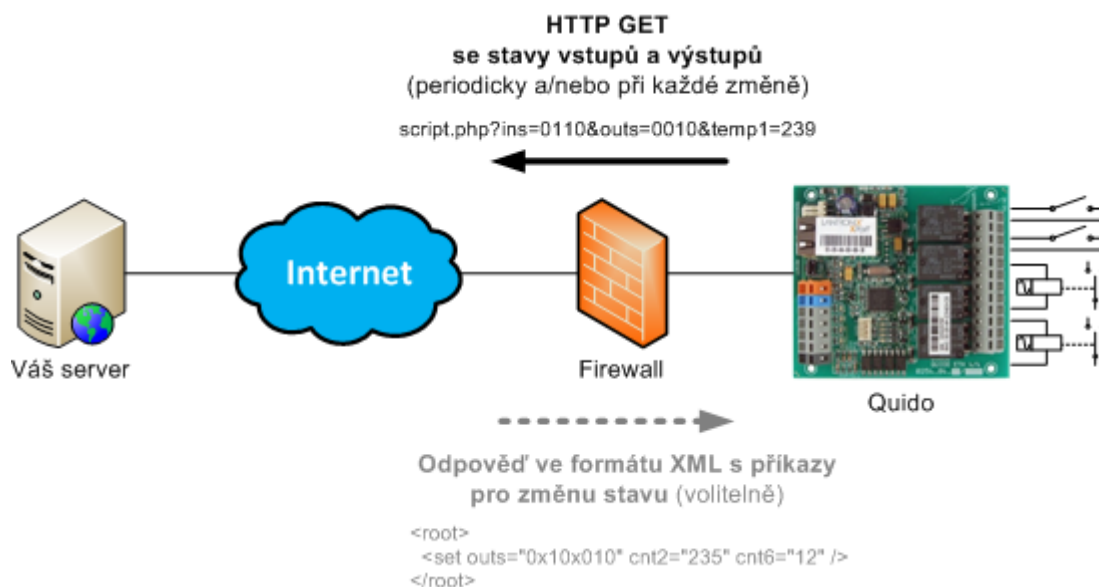 HTTP GET
se stavy vstupů a výstupů
(periodicky a/nebo při každé změně)
script.php?ins=0110&outs=0010&temp1=239
Internet
Váš server
Firewall
Quido
Odpověď ve formátu XML s příkazy
pro změnu stavu (volitelně)
<root>
<set outs="0x10x010" cnt2="235" cnt6="12" />
</root>